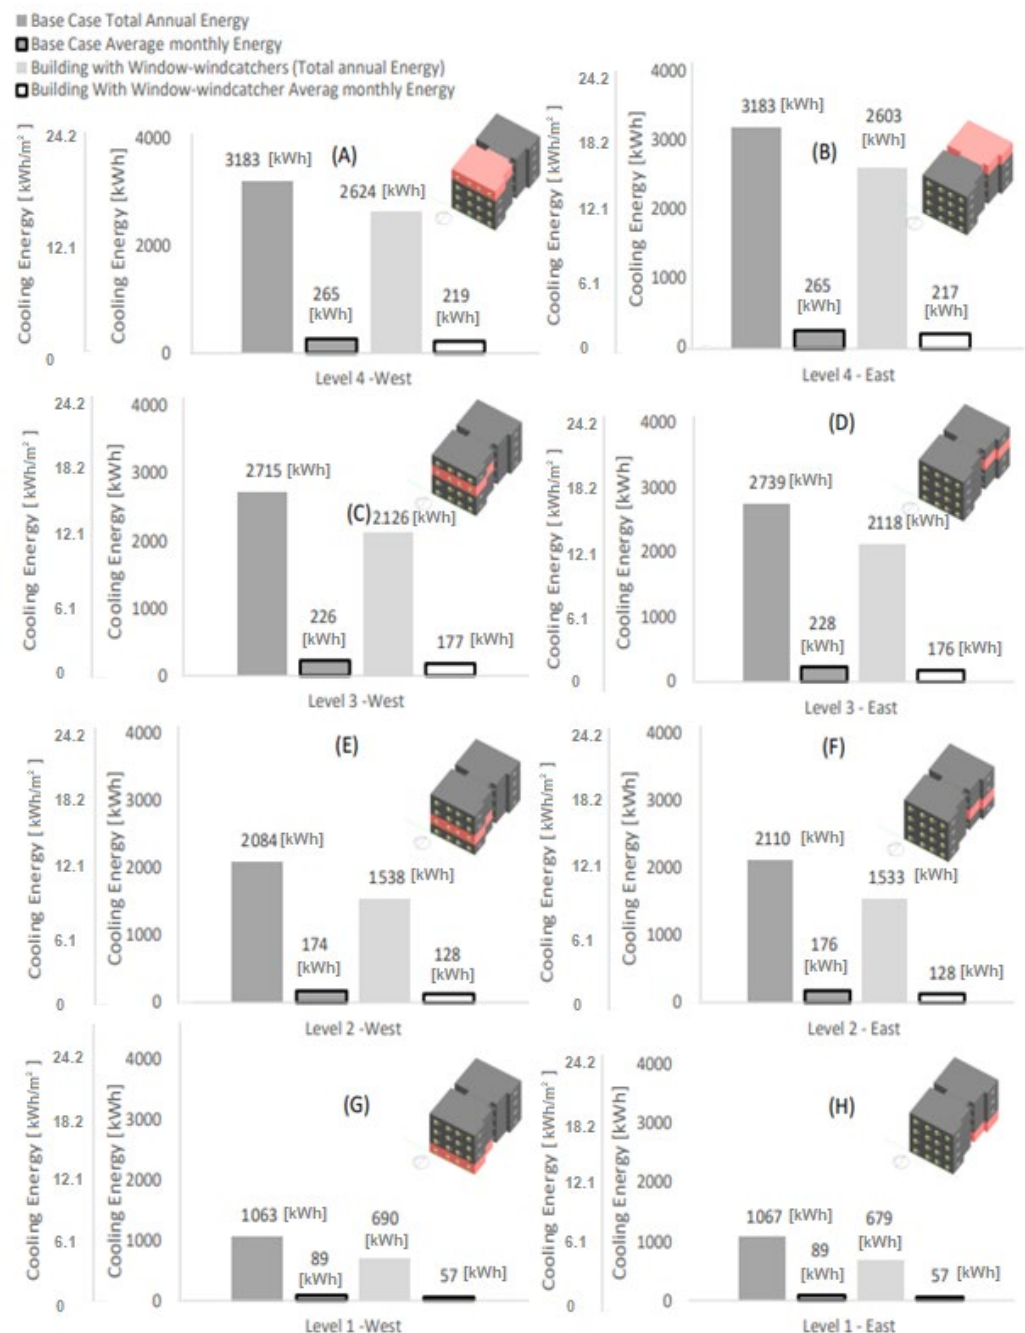 Base Case Total Annual Energy
Base Case Average monthly Energy
Building with Window-windcatchers (Total annual Energy)
Building With Window-windcatcher Averag monthly Energy
Cooling Energy [ kWh/m² ]
24.2
12.1
0
Cooling Energy [kWh]
4000
2000
0
3183 [kWh]
(A)
2624 [kWh]
265
[kWh]
219
[kWh]
Level 4 -West
Cooling Energy [ kWh/m² ]
24.2
18.2
12.1
6.1
0
Cooling Energy [kWh]
4000
3000
2000
1000
0
3183 [kWh]
(B)
2603
[kWh]
265
[kWh]
217
[kWh]
Level 4 - East
Cooling Energy [ kWh/m² ]
24.2
18.2
12.1
6.1
0
Cooling Energy [kWh]
4000
3000
2000
1000
0
2715 [kWh]
(C)
2126 [kWh]
226
[kWh]
177 [kWh]
Level 3 -West
Cooling Energy [ kWh/m² ]
24.2
18.2
12.1
6.1
0
Cooling Energy [kWh]
4000
3000
2000
1000
0
(D)
2739 [kWh]
2118 [kWh]
228
[kWh]
176 [kWh]
Level 3 - East
Cooling Energy [ kWh/m² ]
24.2
18.2
12.1
6.1
0
Cooling Energy [kWh]
4000
3000
2000
1000
0
(E)
2084 [kWh]
1538 [kWh]
174
[kWh]
128
[kWh]
Level 2 -West
Cooling Energy [ kWh/m² ]
24.2
18.2
12.1
6.1
0
Cooling Energy [kWh]
4000
3000
2000
1000
0
(F)
2110 [kWh]
1533 [kWh]
176
[kWh]
128 [kWh]
Level 2 - East
Cooling Energy [ kWh/m² ]
24.2
18.2
12.1
6.1
0
Cooling Energy [kWh]
4000
3000
2000
1000
0
(G)
1063 [kWh]
690
[kWh]
89
[kWh]
57 [kWh]
Level 1 -West
Cooling Energy [ kWh/m² ]
24.2
18.2
12.1
6.1
0
Cooling Energy [kWh]
4000
3000
2000
1000
0
(H)
1067 [kWh]
679
[kWh]
89
[kWh]
57 [kWh]
Level 1 - East